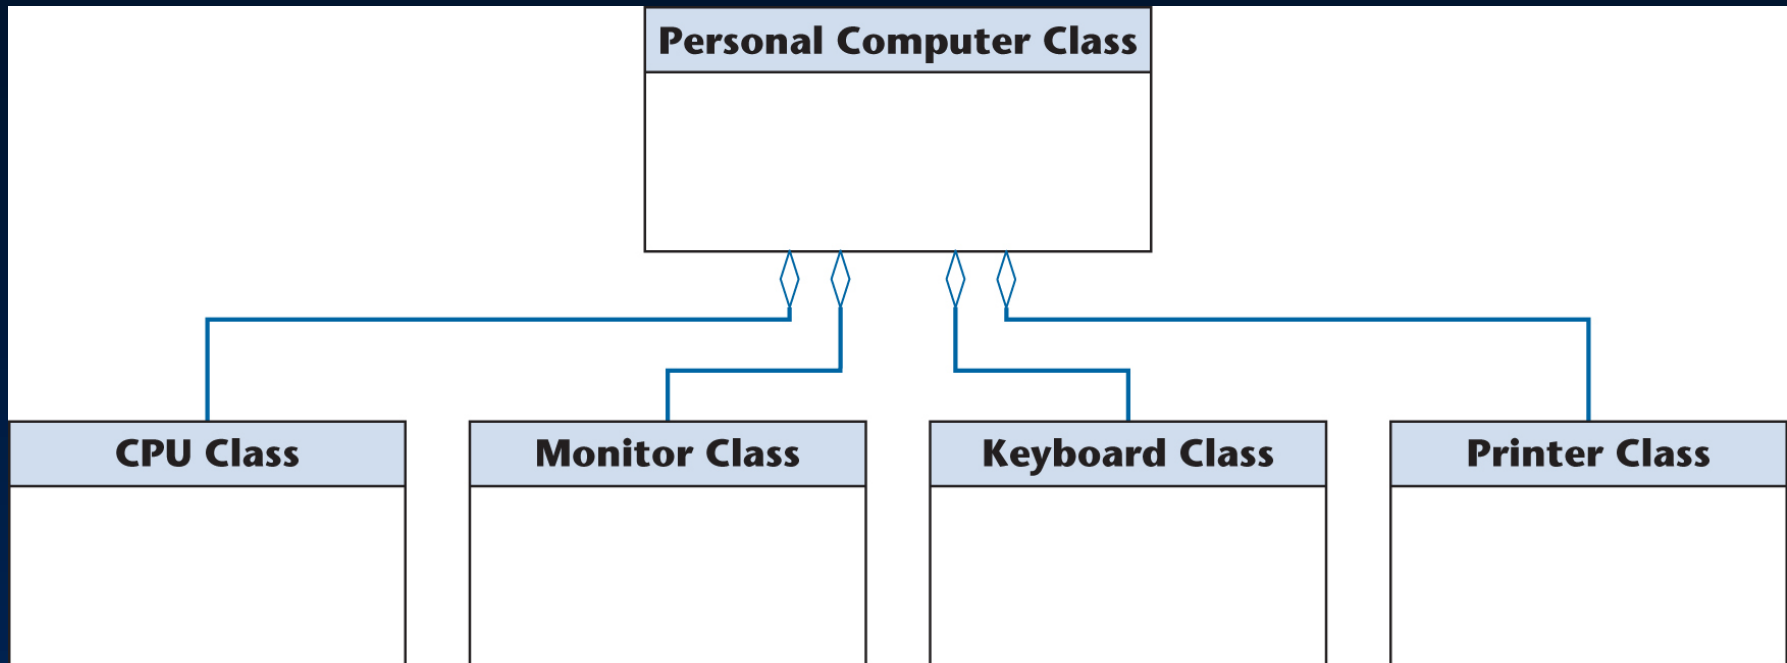 Personal Computer Class
CPU Class
Monitor Class
Keyboard Class
Printer Class